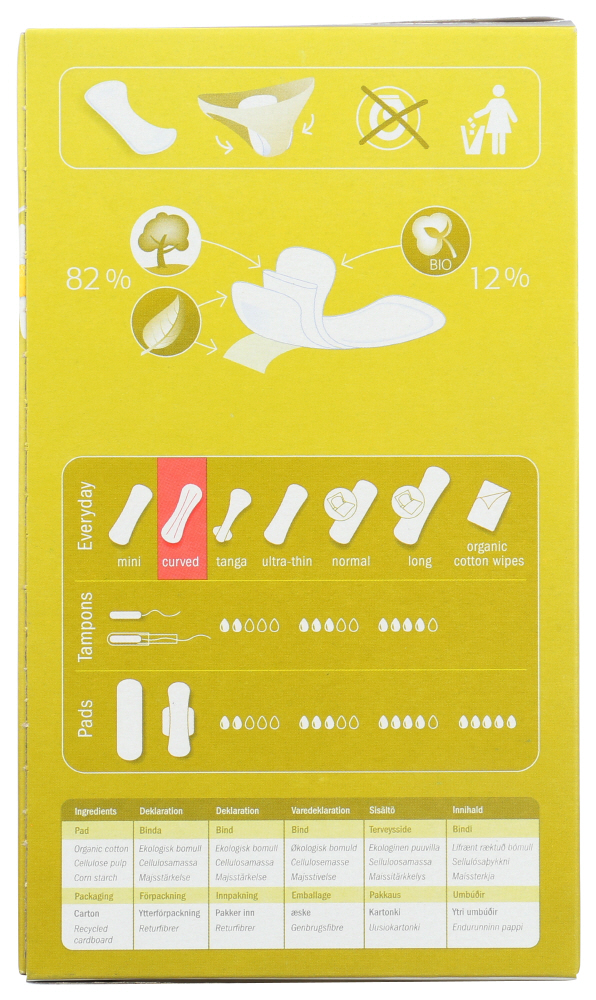 82%
BIO
12%
Everyday
mini
curved
tanga
ultra-thin
normal
long
organic
cotton wipes
Tampons
Pads
Ingredients Deklaration Deklaration Varedeklaration Sisältö Innihald
Pad Binda Bind Bind Terveysside Bindi
Organic cotton Ekologisk bomull Ekologisk bomull Økologisk bomuld Ekologinen puuvilla Lífrænt ræktuð bómull
Cellulose pulp Cellulosamassa Cellulosamassa Cellulosemasse Selluloosamassa Sellulósabykkni
Corn starch Majsstärkelse Majsstärkelse Majsstivelse Maissitärkkelys Maissterkja
Packaging Förpackning Innpakning Emballage Pakkaus Umbúðir
Carton Ytterförpackning Pakker inn æske Kartonki Ytri umbúðir
Recycled Returfibrer Returfibrer Genbrugsfibre Uusiokartonki Endurunninn pappi
cardboard